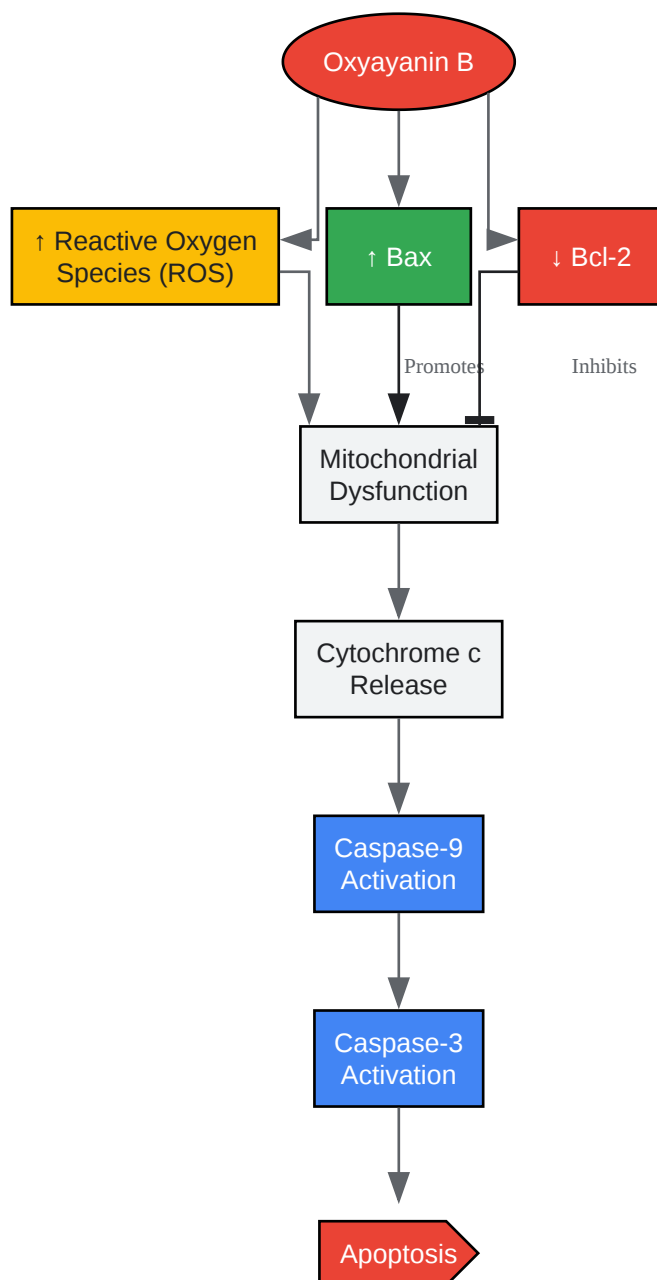 Oxyayanin B
↑ Reactive Oxygen
Species (ROS)
↑ Bax
↓ Bcl-2
Promotes
Inhibits
Mitochondrial
Dysfunction
Cytochrome c
Release
Caspase-9
Activation
Caspase-3
Activation
Apoptosis